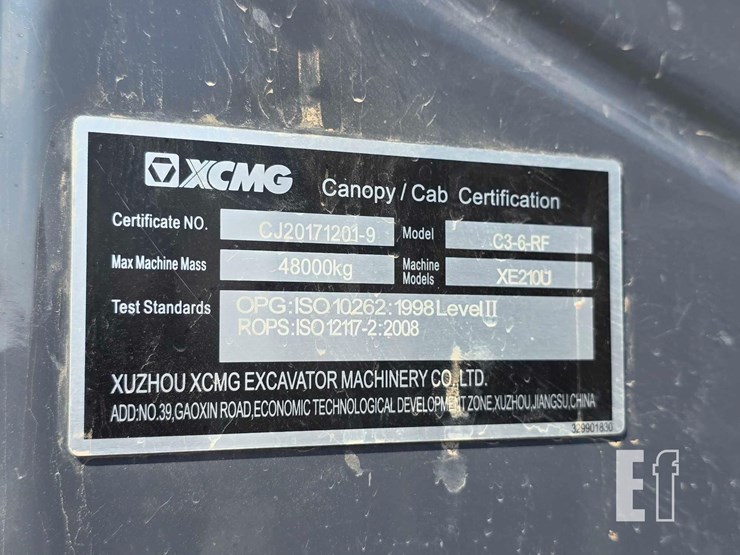 XCMG Canopy / Cab Certification
Certificate NO. CJ20171201-9 Model C3-6-RF
Max Machine Mass 48000kg Machine Models XE210U
Test Standards OPG:ISO 10262:1998 Level II
ROPS:ISO 12117-2:2008
XUZHOU XCMG EXCAVATOR MACHINERY CO.,LTD.
ADD:NO.39,GAOXIN ROAD,ECONOMIC TECHNOLOGICAL DEVELOPMENT ZONE,XUZHOU,JIANGSU,CHINA
329901830
Ef